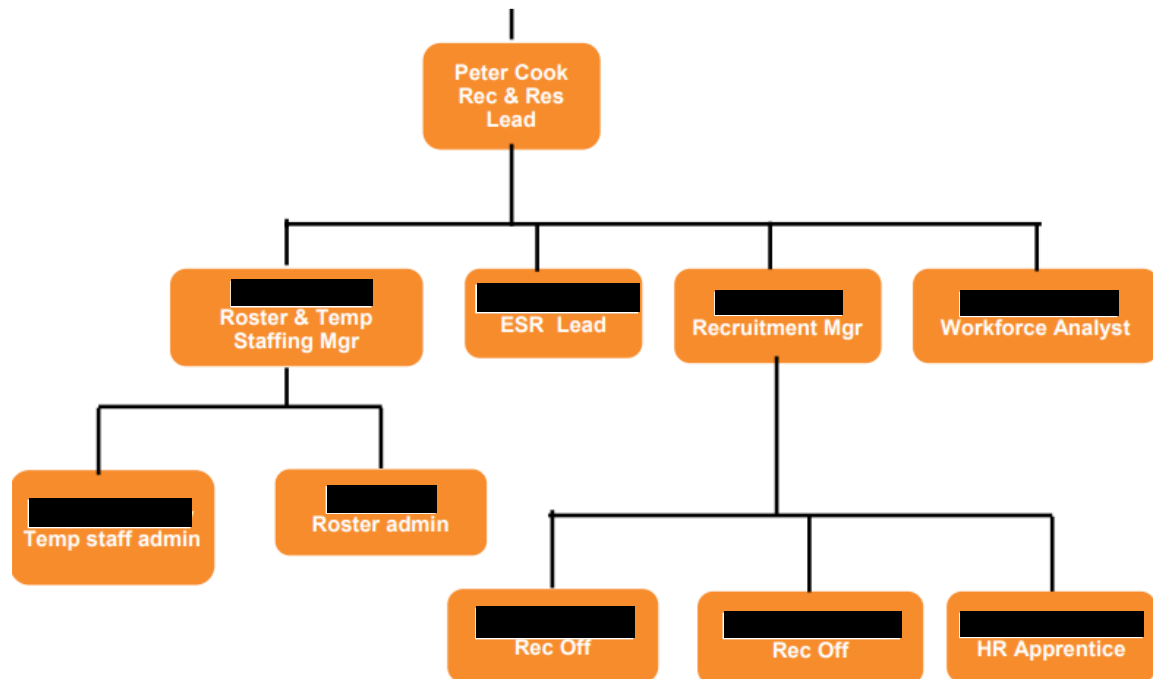 Peter Cook
Rec & Res
Lead
Roster & Temp
Staffing Mgr
ESR Lead
Recruitment Mgr
Workforce Analyst
Temp staff admin
Roster admin
Rec Off
Rec Off
HR Apprentice